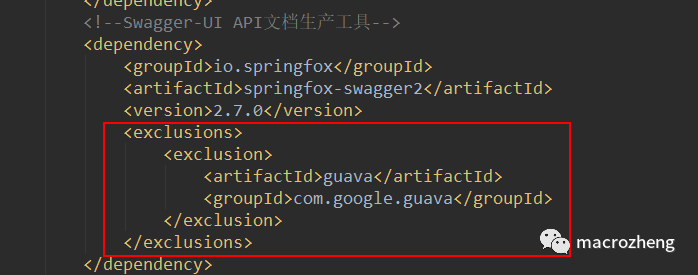 </dependency>
<!--Swagger-UI API文档生产工具-->
<dependency>
<groupId>io.springfox</groupId>
<artifactId>springfox-swagger2</artifactId>
<version>2.7.0</version>
<exclusions>
<exclusion>
<artifactId>guava</artifactId>
<groupId>com.google.guava</groupId>
</exclusion>
</exclusions>
macrozheng
</dependency>